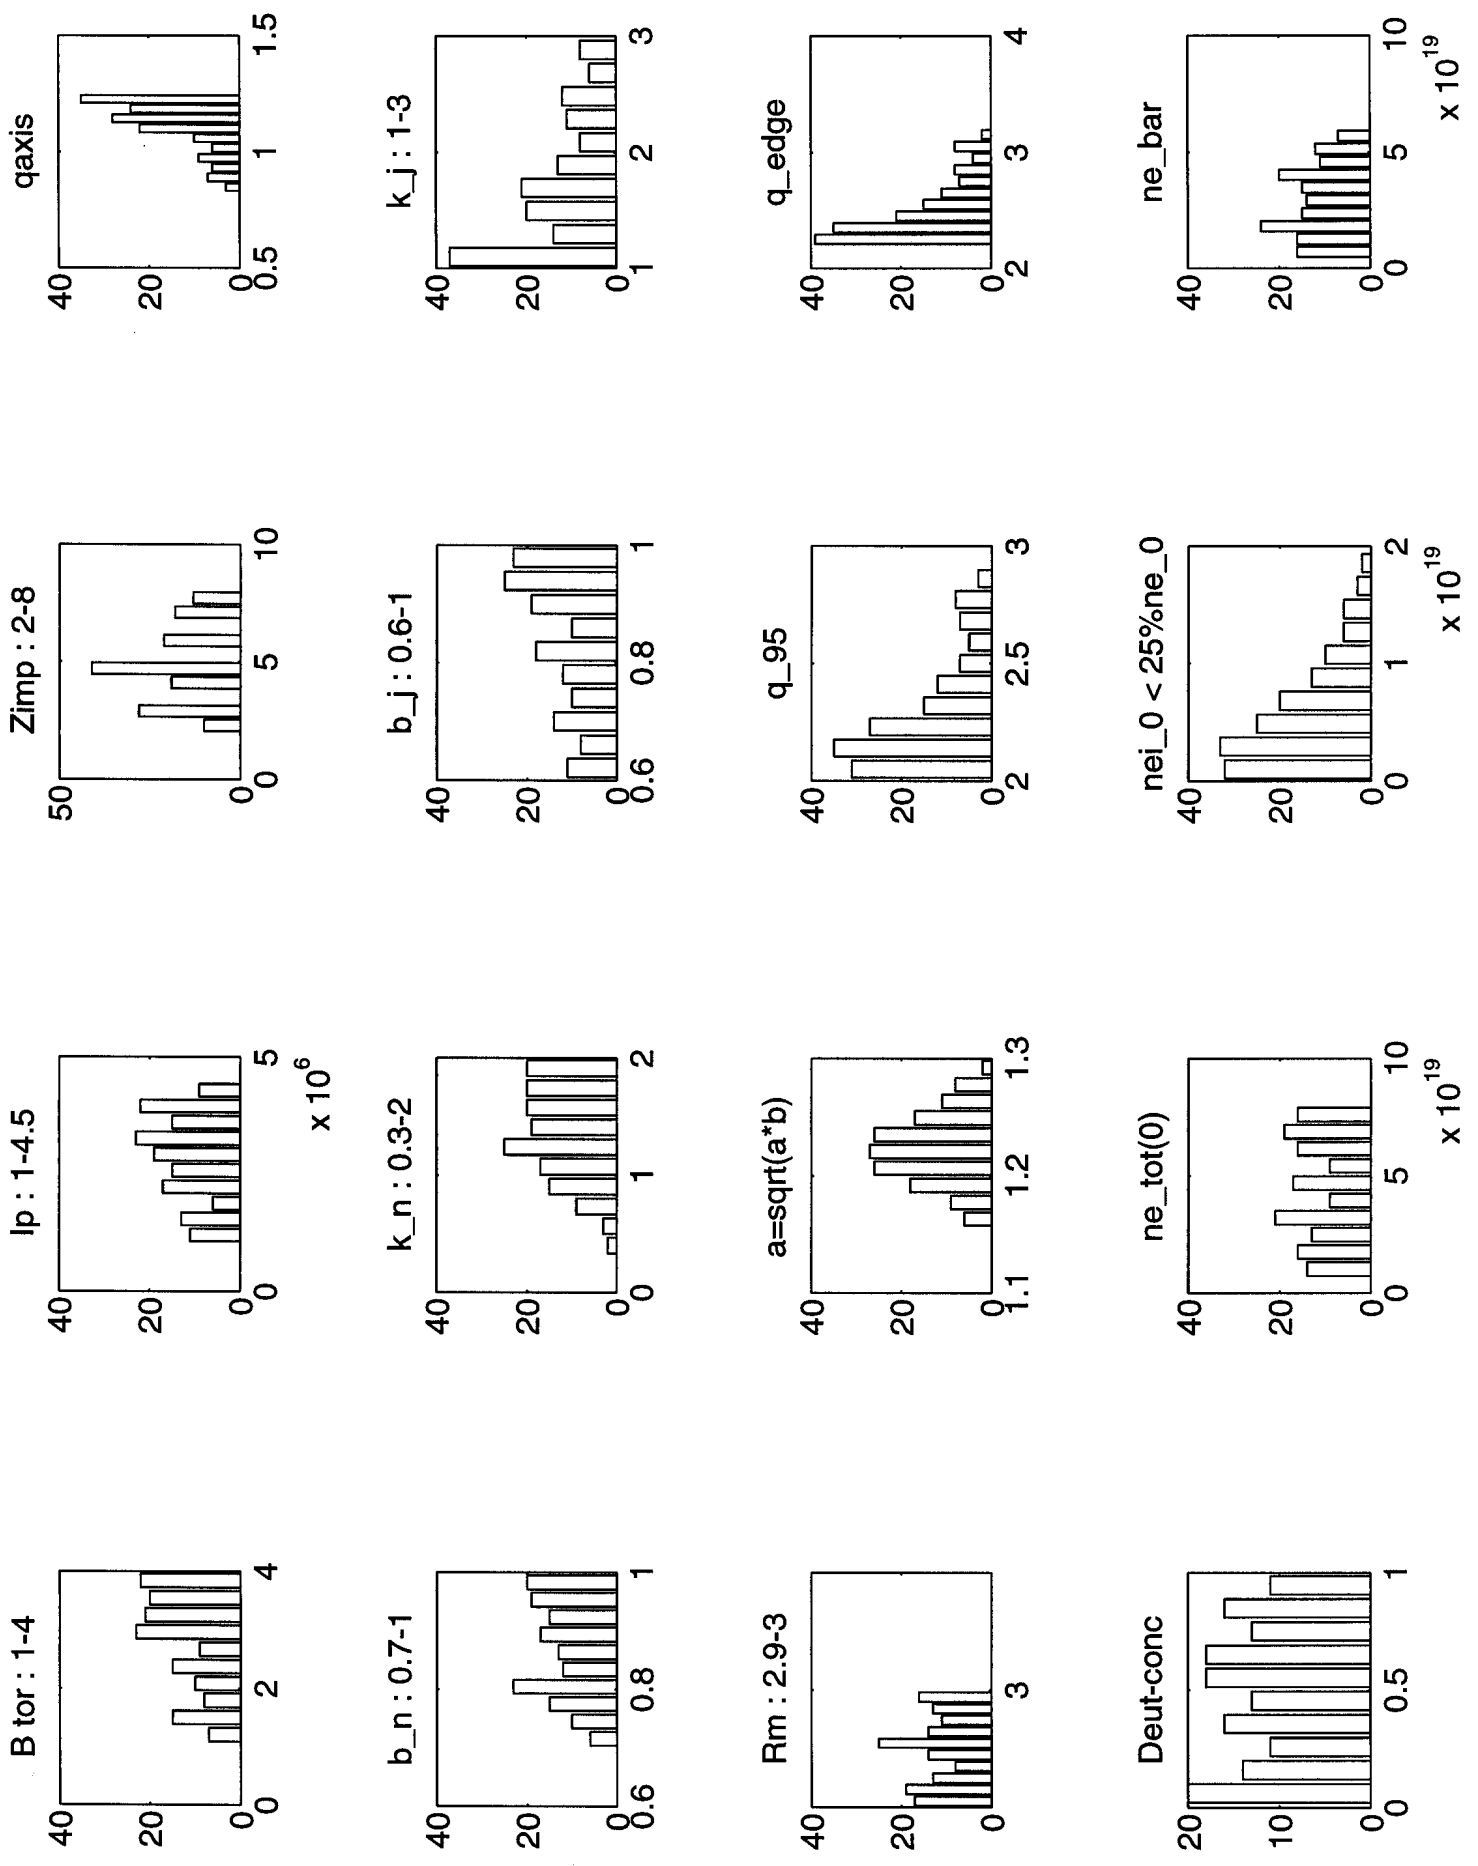 B tor : 1-4
40
20
0
0 2 4
Ip : 1-4.5
40
20
0
0 5
x 10^6
Zimp : 2-8
50
0
0 5 10
qaxis
40
20
0
0.5 1 1.5
b_n : 0.7-1
40
20
0
0.6 0.8 1
k_n : 0.3-2
40
20
0
0 1 2
b_j : 0.6-1
40
20
0
0.6 0.8 1
k_j : 1-3
40
20
0
1 2 3
Rm : 2.9-3
40
20
0
3
a=sqrt(a*b)
40
20
0
1.1 1.2 1.3
q_95
40
20
0
2 2.5 3
q_edge
40
20
0
2 3 4
Deut-conc
20
10
0
0 0.5 1
ne_tot(0)
40
20
0
0 5 10
x 10^19
nei_0 < 25%ne_0
40
20
0
0 1 2
x 10^19
ne_bar
40
20
0
0 5 10
x 10^19